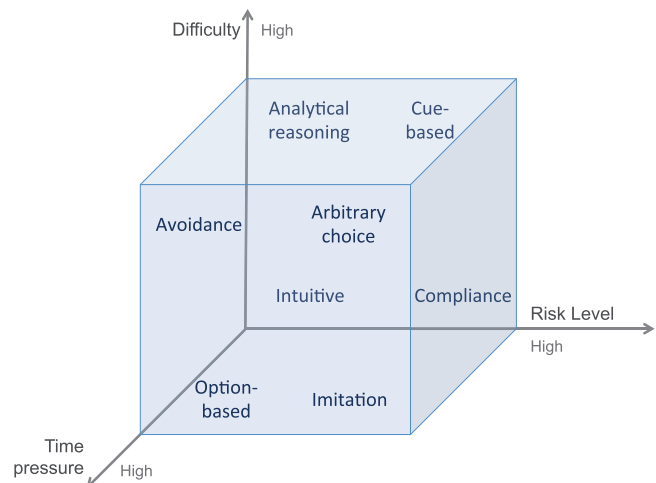 Difficulty
High
Analytical
reasoning
Cue-
based
Avoidance
Arbitrary
choice
Intuitive
Compliance
Risk Level
High
Option-
based
Imitation
Time
pressure
High